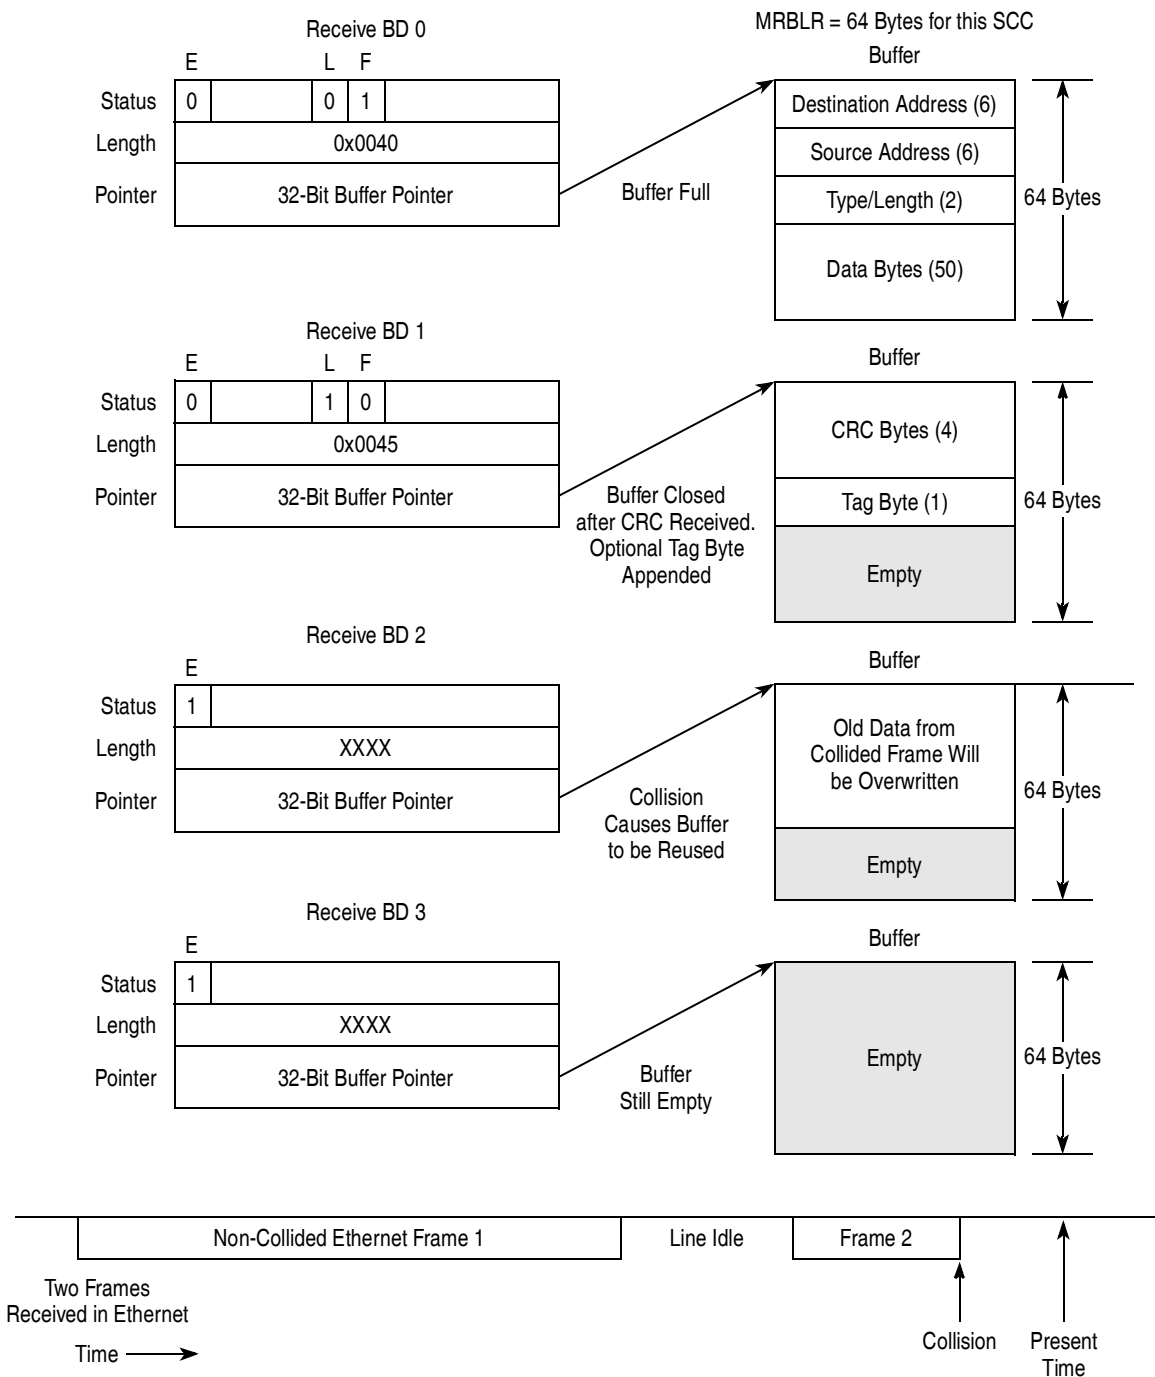 Receive BD 0
MRBLR = 64 Bytes for this SCC
Buffer
E L F
Status 0 0 1
Length 0x0040
Pointer 32-Bit Buffer Pointer
Buffer Full
Destination Address (6)
Source Address (6)
Type/Length (2)
Data Bytes (50)
64 Bytes
Receive BD 1
Buffer
E L F
Status 0 1 0
Length 0x0045
Pointer 32-Bit Buffer Pointer
Buffer Closed
after CRC Received.
Optional Tag Byte
Appended
CRC Bytes (4)
Tag Byte (1)
Empty
64 Bytes
Receive BD 2
Buffer
E
Status 1
Length XXXX
Pointer 32-Bit Buffer Pointer
Collision
Causes Buffer
to be Reused
Old Data from
Collided Frame Will
be Overwritten
Empty
64 Bytes
Receive BD 3
Buffer
E
Status 1
Length XXXX
Pointer 32-Bit Buffer Pointer
Buffer
Still Empty
Empty
64 Bytes
Non-Collided Ethernet Frame 1 Line Idle Frame 2
Two Frames
Received in Ethernet
Time
Collision
Present
Time